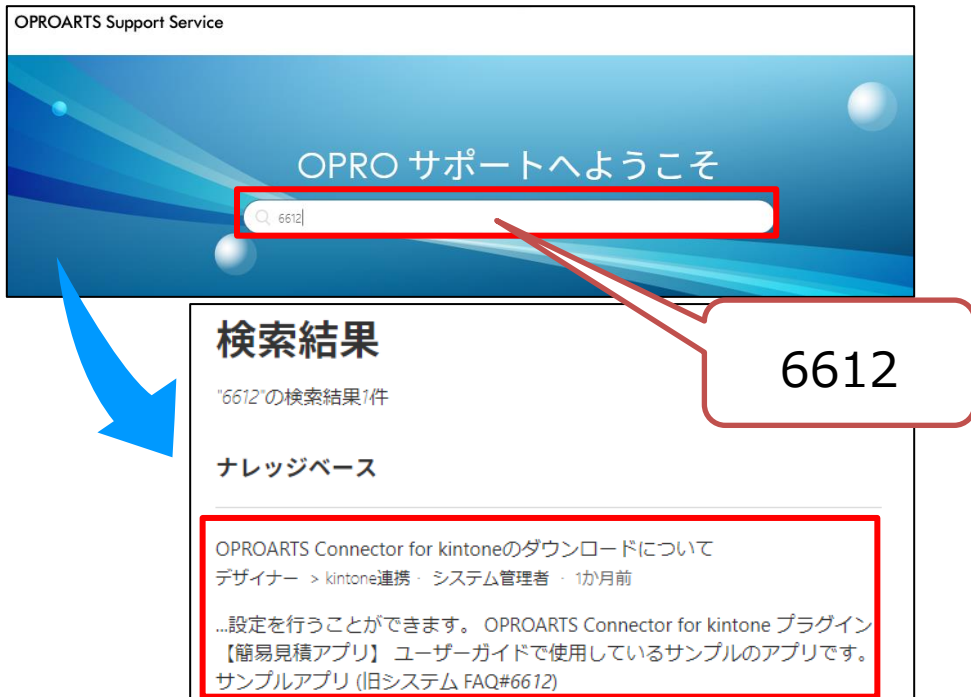 OPROARTS Support Service
OPRO サポートへようこそ
6612
6612
検索結果
"6612"の検索結果1件
ナレッジベース
OPROARTS Connector for kintoneのダウンロードについて
デザイナー > kintone連携 · システム管理者 · 1か月前
...設定を行うことができます。 OPROARTS Connector for kintone プラグイン
【簡易見積アプリ】 ユーザーガイドで使用しているサンプルのアプリです。
サンプルアプリ (旧システム FAQ#6612)